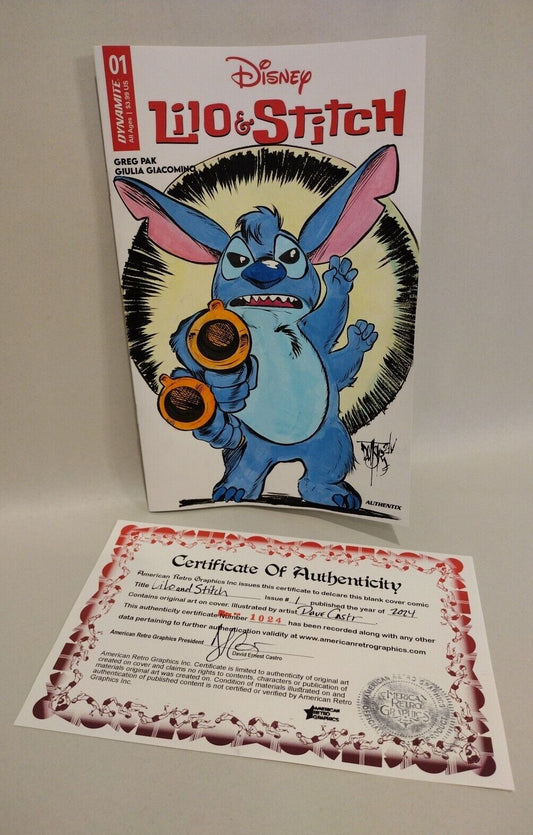 01
DYNAMITE
All Ages | $3.99 US
Disney
Lilo & Stitch
GREG PAK
GIULIA GIACOMINO
AUTHENTIX
Certificate Of Authenticity
American Retro Graphics Inc issues this certificate to delcare this blank cover comic
Title Lilo and Stitch Issue # 1 published the year of 2024
Contains original art on cover. Illustrated by artist Dave Castr
This authenticity certificate Number 1024 has been recorded along with any other
data pertaining to further authentication validity at www.americanretrographics.com
American Retro Graphics President
David Ernest Castro
American Retro Graphics Inc. Certificate is limited to authenticity of original art
created on cover and claims no rights to contents, characters or publication of
materials original art was created on. Condition of materials illustrated on and
authentication of published content is not certified or verified by American Retro
Graphics Inc.
AMERICAN
RETRO
GRAPHICS
AMERICAN
RETRO
GRAPHICS